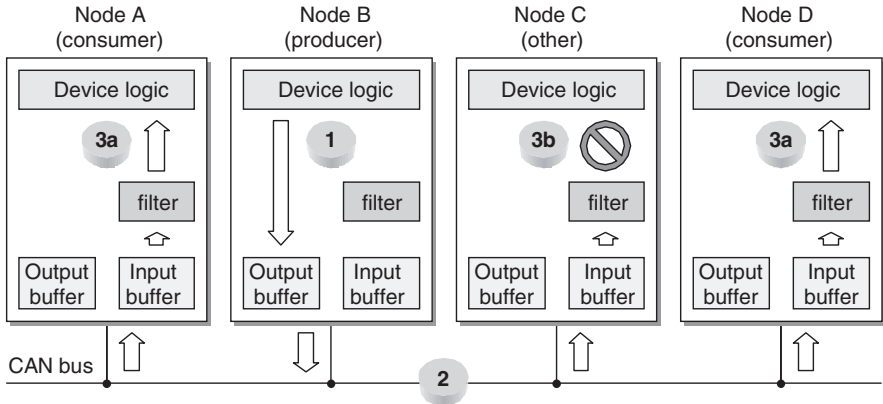 Node A
(consumer)
Node B
(producer)
Node C
(other)
Node D
(consumer)
Device logic
Device logic
Device logic
Device logic
3a
1
3b
3a
filter
filter
filter
filter
Output
buffer
Input
buffer
Output
buffer
Input
buffer
Output
buffer
Input
buffer
Output
buffer
Input
buffer
CAN bus
2